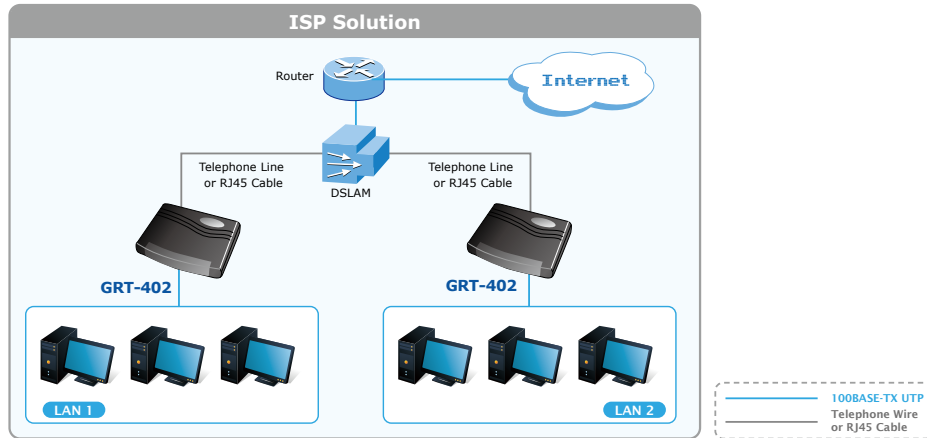 ISP Solution
Router
Internet
Telephone Line
or RJ45 Cable
Telephone Line
or RJ45 Cable
DSLAM
GRT-402
GRT-402
LAN 1
LAN 2
100BASE-TX UTP
Telephone Wire
or RJ45 Cable